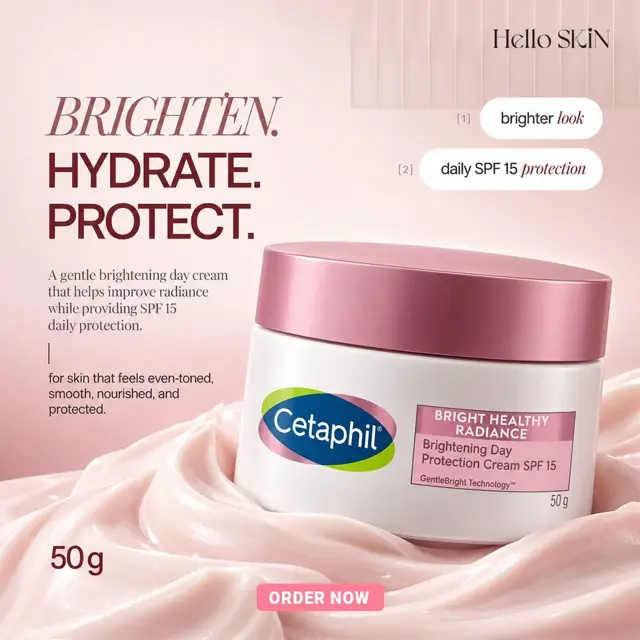 Hello SKiN
BRIGHTEN.
HYDRATE.
PROTECT.
[1] brighter look
[2] daily SPF 15 protection
A gentle brightening day cream
that helps improve radiance
while providing SPF 15
daily protection.
for skin that feels even-toned,
smooth, nourished, and
protected.
Cetaphil®
BRIGHT HEALTHY
RADIANCE
Brightening Day
Protection Cream SPF 15
GentleBright Technology™
50 g
50g
ORDER NOW